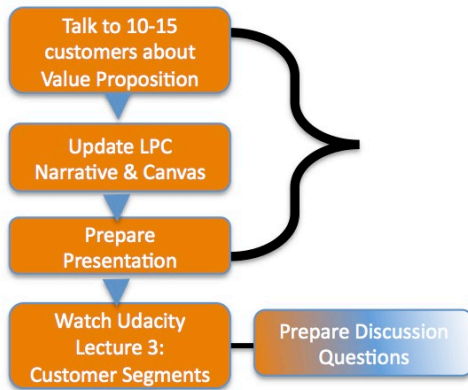 Talk to 10-15
customers about
Value Proposition
Update LPC
Narrative & Canvas
Prepare
Presentation
Watch Udacity
Lecture 3:
Customer Segments
Prepare Discussion
Questions